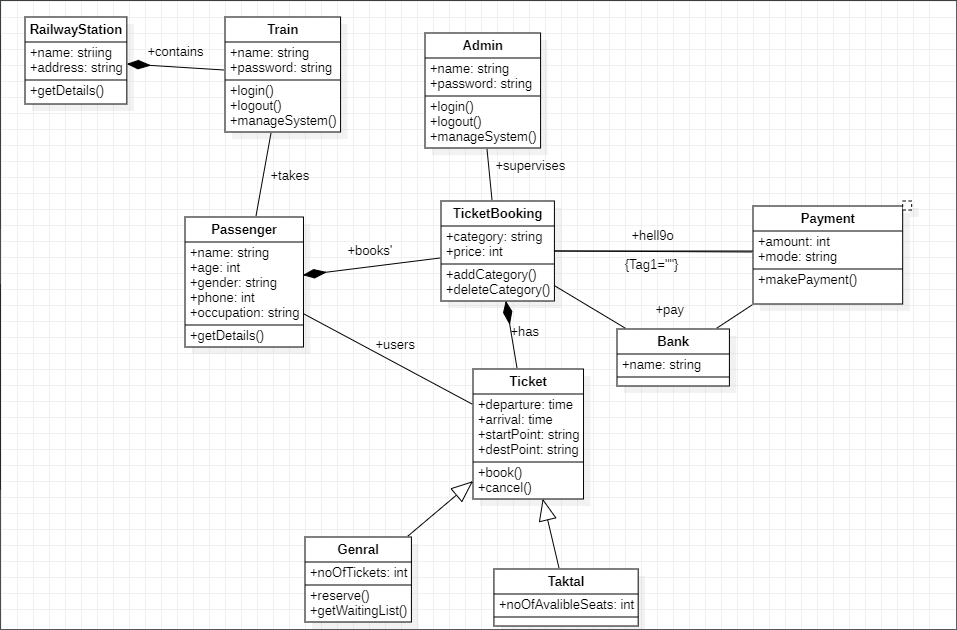 RailwayStation
+name: striing
+address: string
+getDetails()
+contains
Train
+name: string
+password: string
+login()
+logout()
+manageSystem()
Admin
+name: string
+password: string
+login()
+logout()
+manageSystem()
+takes
+supervises
Passenger
+name: string
+age: int
+gender: string
+phone: int
+occupation: string
+getDetails()
+books'
TicketBooking
+category: string
+price: int
+addCategory()
+deleteCategory()
+hell9o
{Tag1=""}
Payment
+amount: int
+mode: string
+makePayment()
+pay
+has
+users
Bank
+name: string
Ticket
+departure: time
+arrival: time
+startPoint: string
+destPoint: string
+book()
+cancel()
Genral
+noOfTickets: int
+reserve()
+getWaitingList()
Taktal
+noOfAvalibleSeats: int